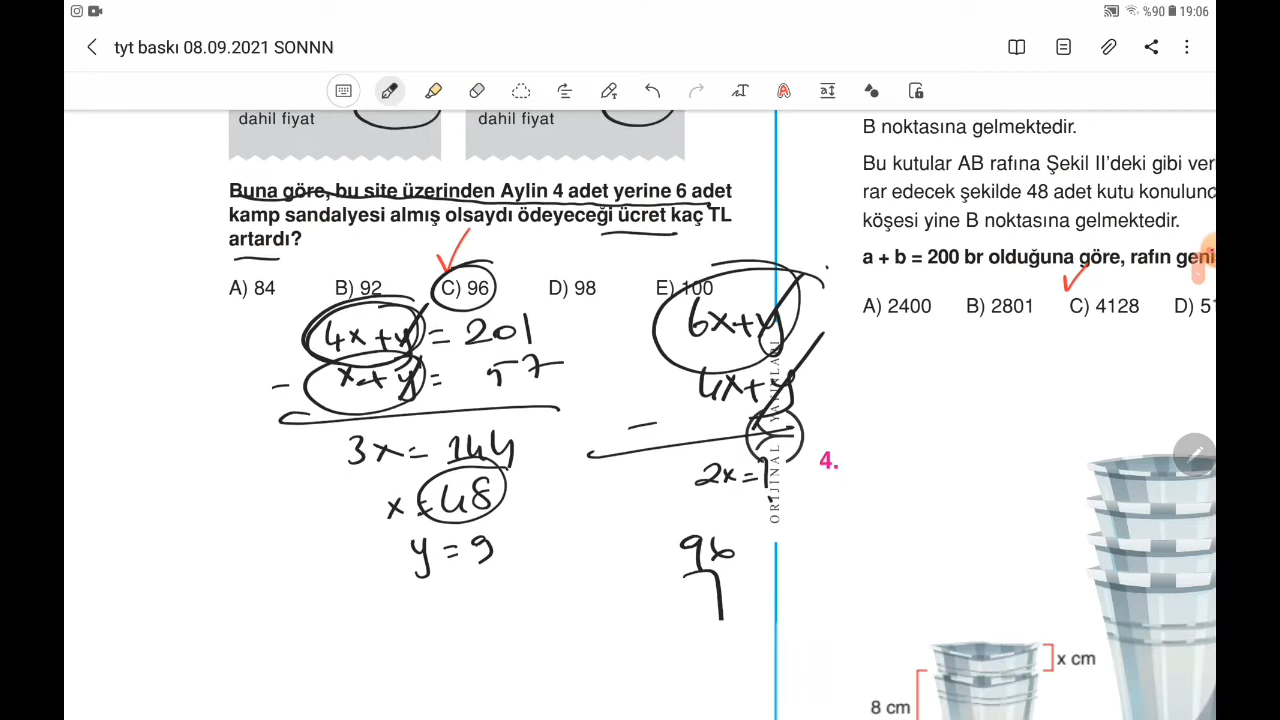 %90 19:06
tyt baskı 08.09.2021 SONNN
dahil fiyat
dahil fiyat
Buna göre, bu site üzerinden Aylin 4 adet yerine 6 adet
kamp sandalyesi almış olsaydı ödeyeceği ücret kaç TL
artardı?
A) 84 B) 92 C) 96 D) 98 E) 100
4x+y = 201
- x+y = 57
3x = 144
x = 48
y = 9
6x+y
4x+y
-
2x = ?
96
ORİJİNAL YAYINLARI
B noktasına gelmektedir.
Bu kutular AB rafına Şekil II'deki gibi ver
rar edecek şekilde 48 adet kutu konulunc
köşesi yine B noktasına gelmektedir.
a + b = 200 br olduğuna göre, rafın geni
A) 2400 B) 2801 C) 4128 D) 51
4.
x cm
8 cm